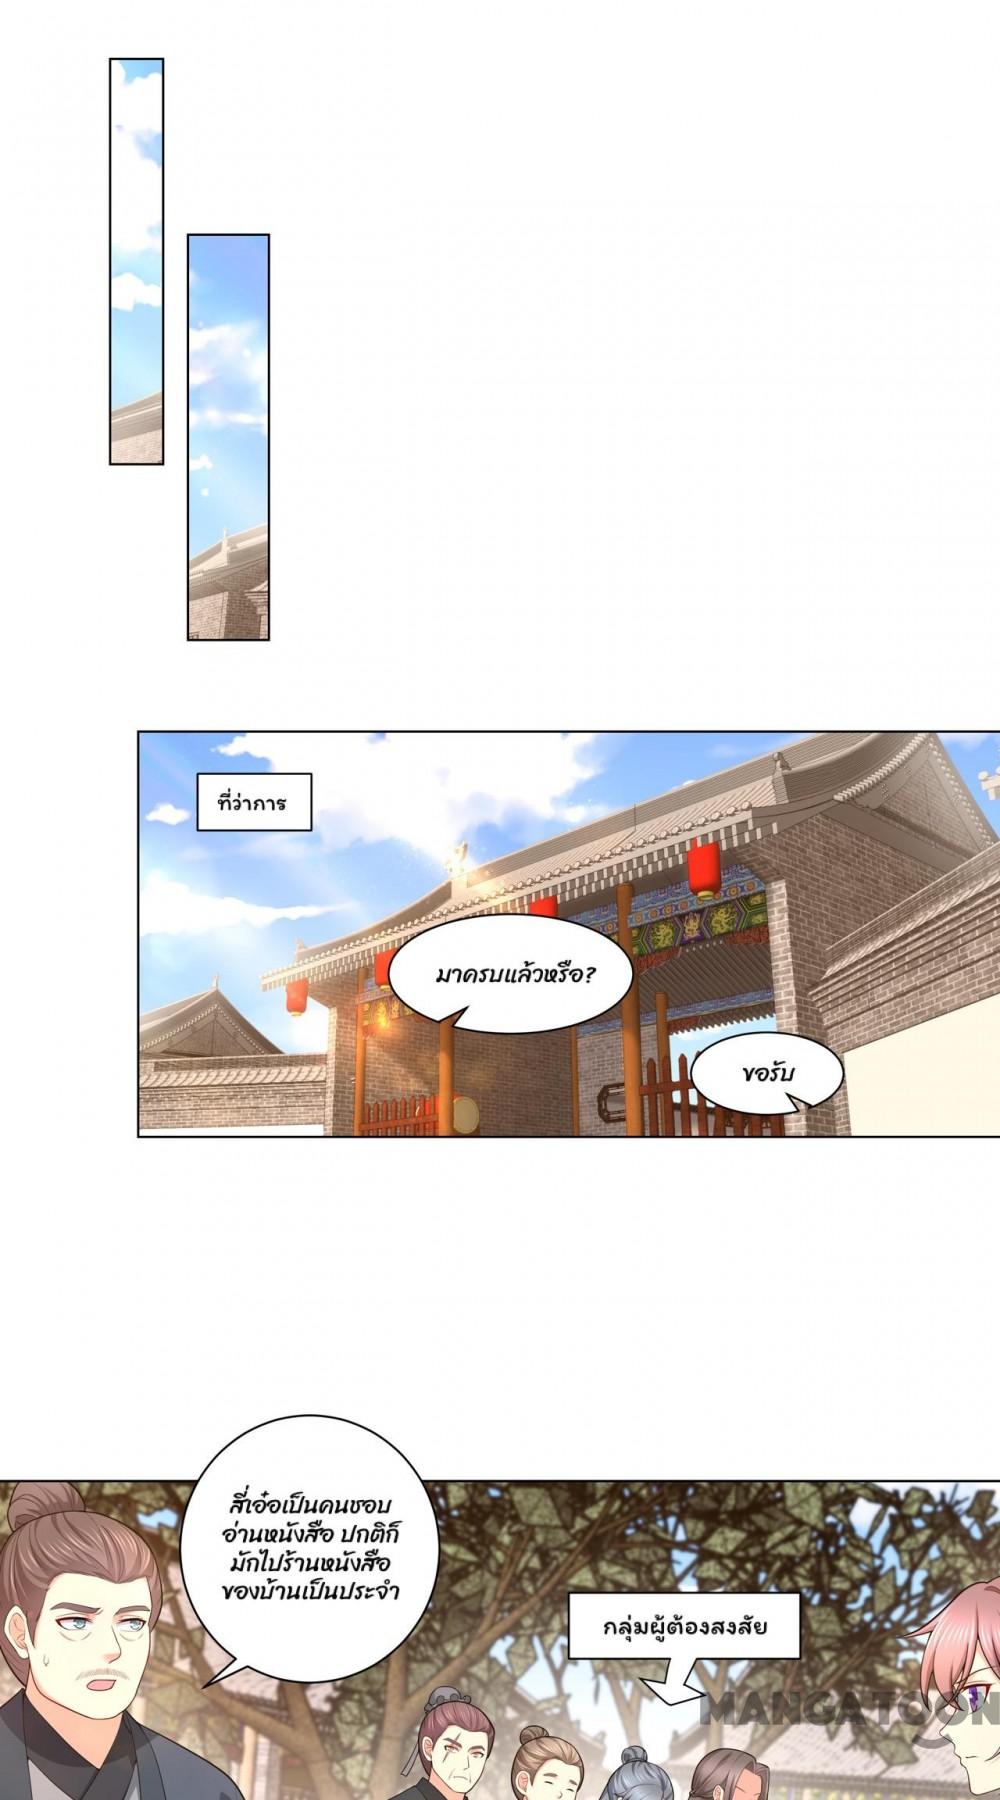 ที่ว่าการ
มาครบแล้วหรือ?
ขอรับ
สี่เอ๋อเป็นคนชอบ
อ่านหนังสือ ปกติก็
มักไปร้านหนังสือ
ของบ้านเป็นประจำ
กลุ่มผู้ต้องสงสัย
MANGATOON